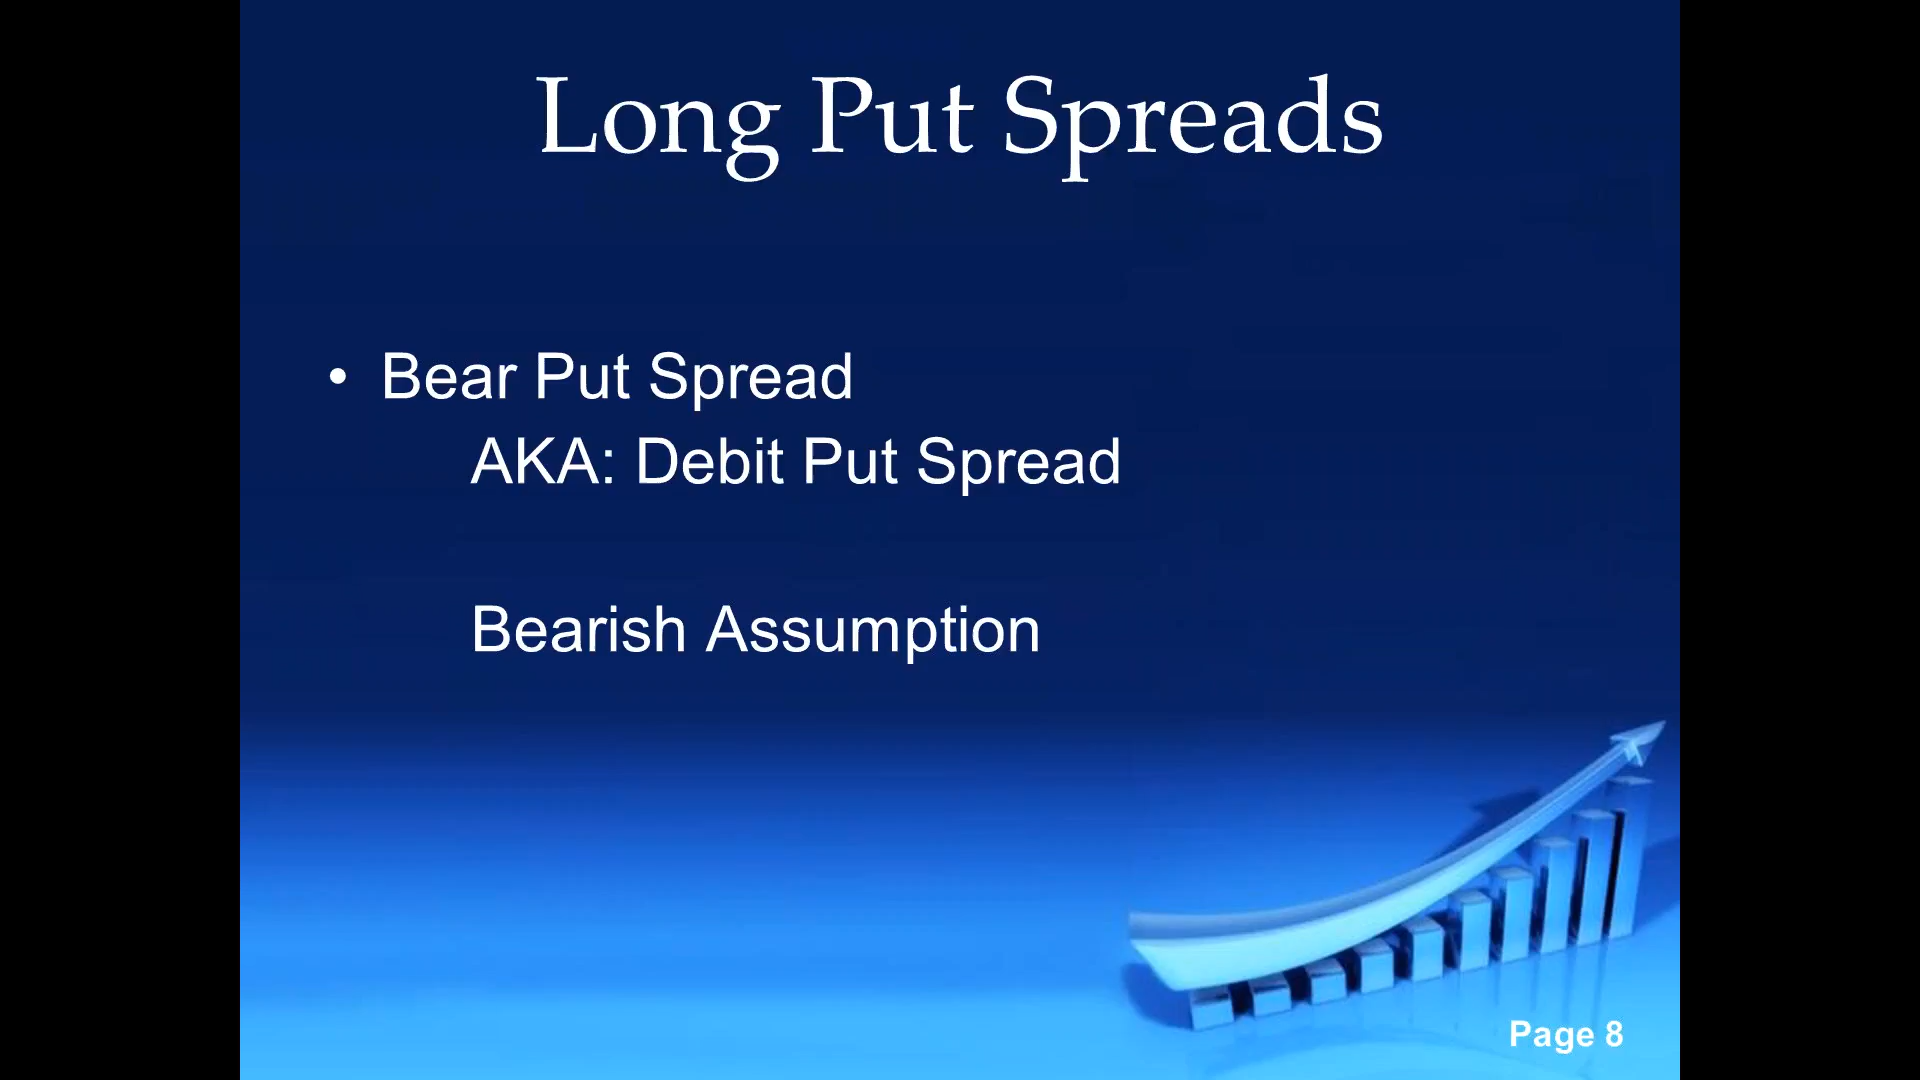 Long Put Spreads
• Bear Put Spread
AKA: Debit Put Spread
Bearish Assumption
Page 8